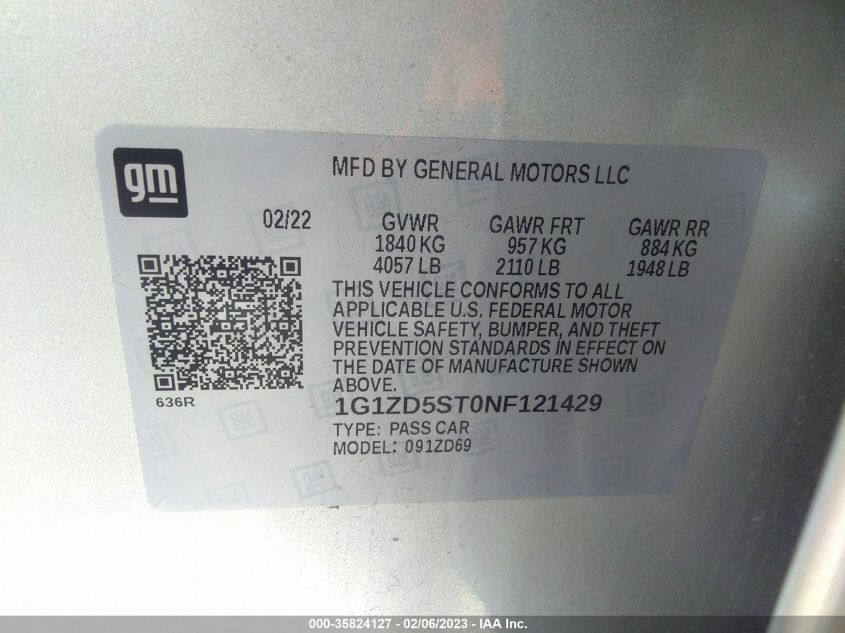 gm
MFD BY GENERAL MOTORS LLC
02/22 GVWR GAWR FRT GAWR RR
1840 KG 957 KG 884 KG
4057 LB 2110 LB 1948 LB
THIS VEHICLE CONFORMS TO ALL
APPLICABLE U.S. FEDERAL MOTOR
VEHICLE SAFETY, BUMPER, AND THEFT
PREVENTION STANDARDS IN EFFECT ON
THE DATE OF MANUFACTURE SHOWN
ABOVE.
636R
1G1ZD5ST0NF121429
TYPE: PASS CAR
MODEL: 091ZD69
000-35824127 - 02/06/2023 - IAA Inc.